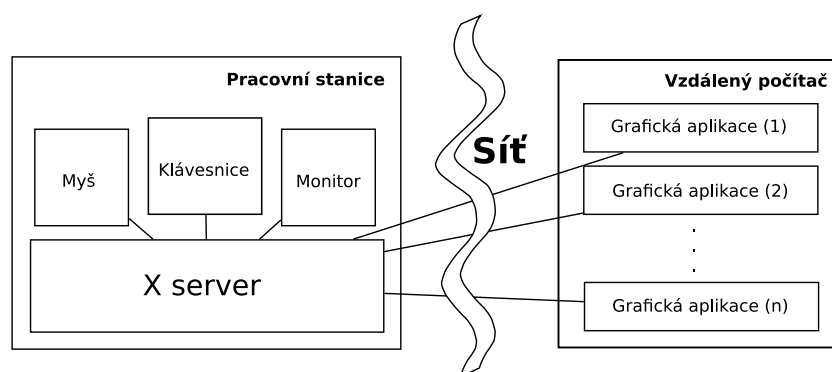 Pracovní stanice
Myš
Klávesnice
Monitor
X server
Síť
Vzdálený počítač
Grafická aplikace (1)
Grafická aplikace (2)
.
.
.
Grafická aplikace (n)